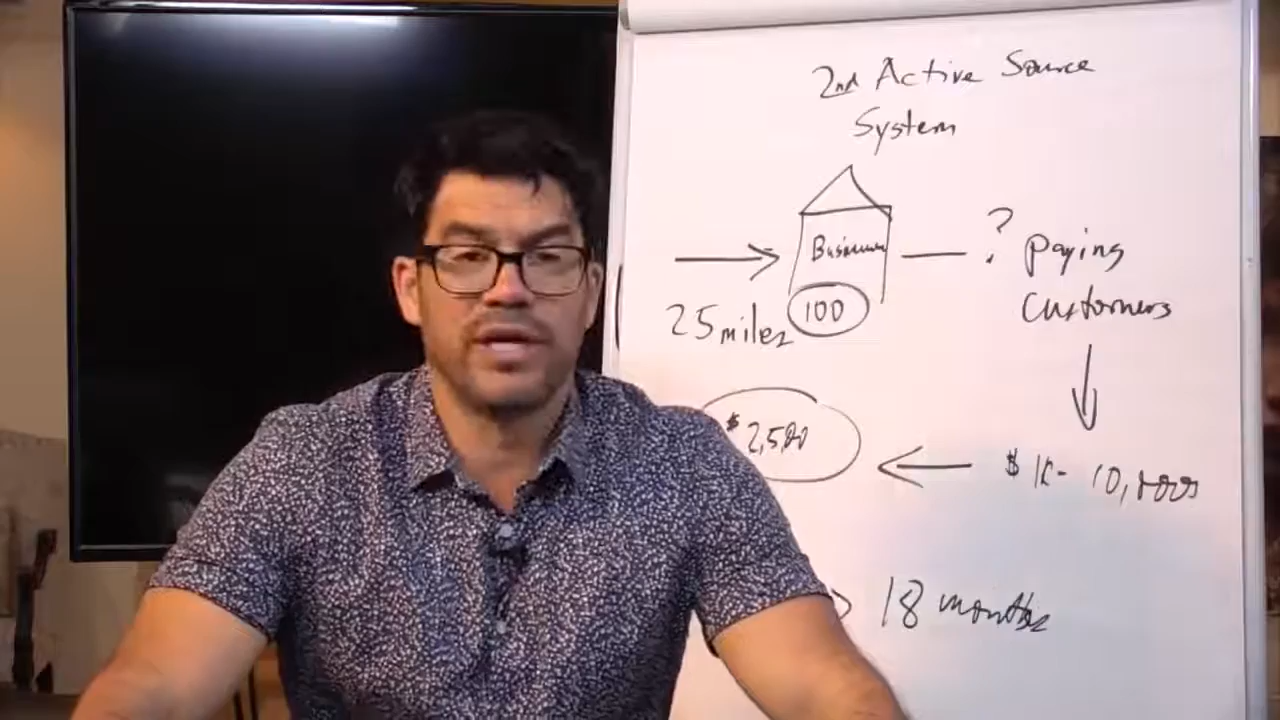 2nd Active Source
System
Business
? paying
customers
100
25 miles
$2,500
$1K - 10,000
18 months